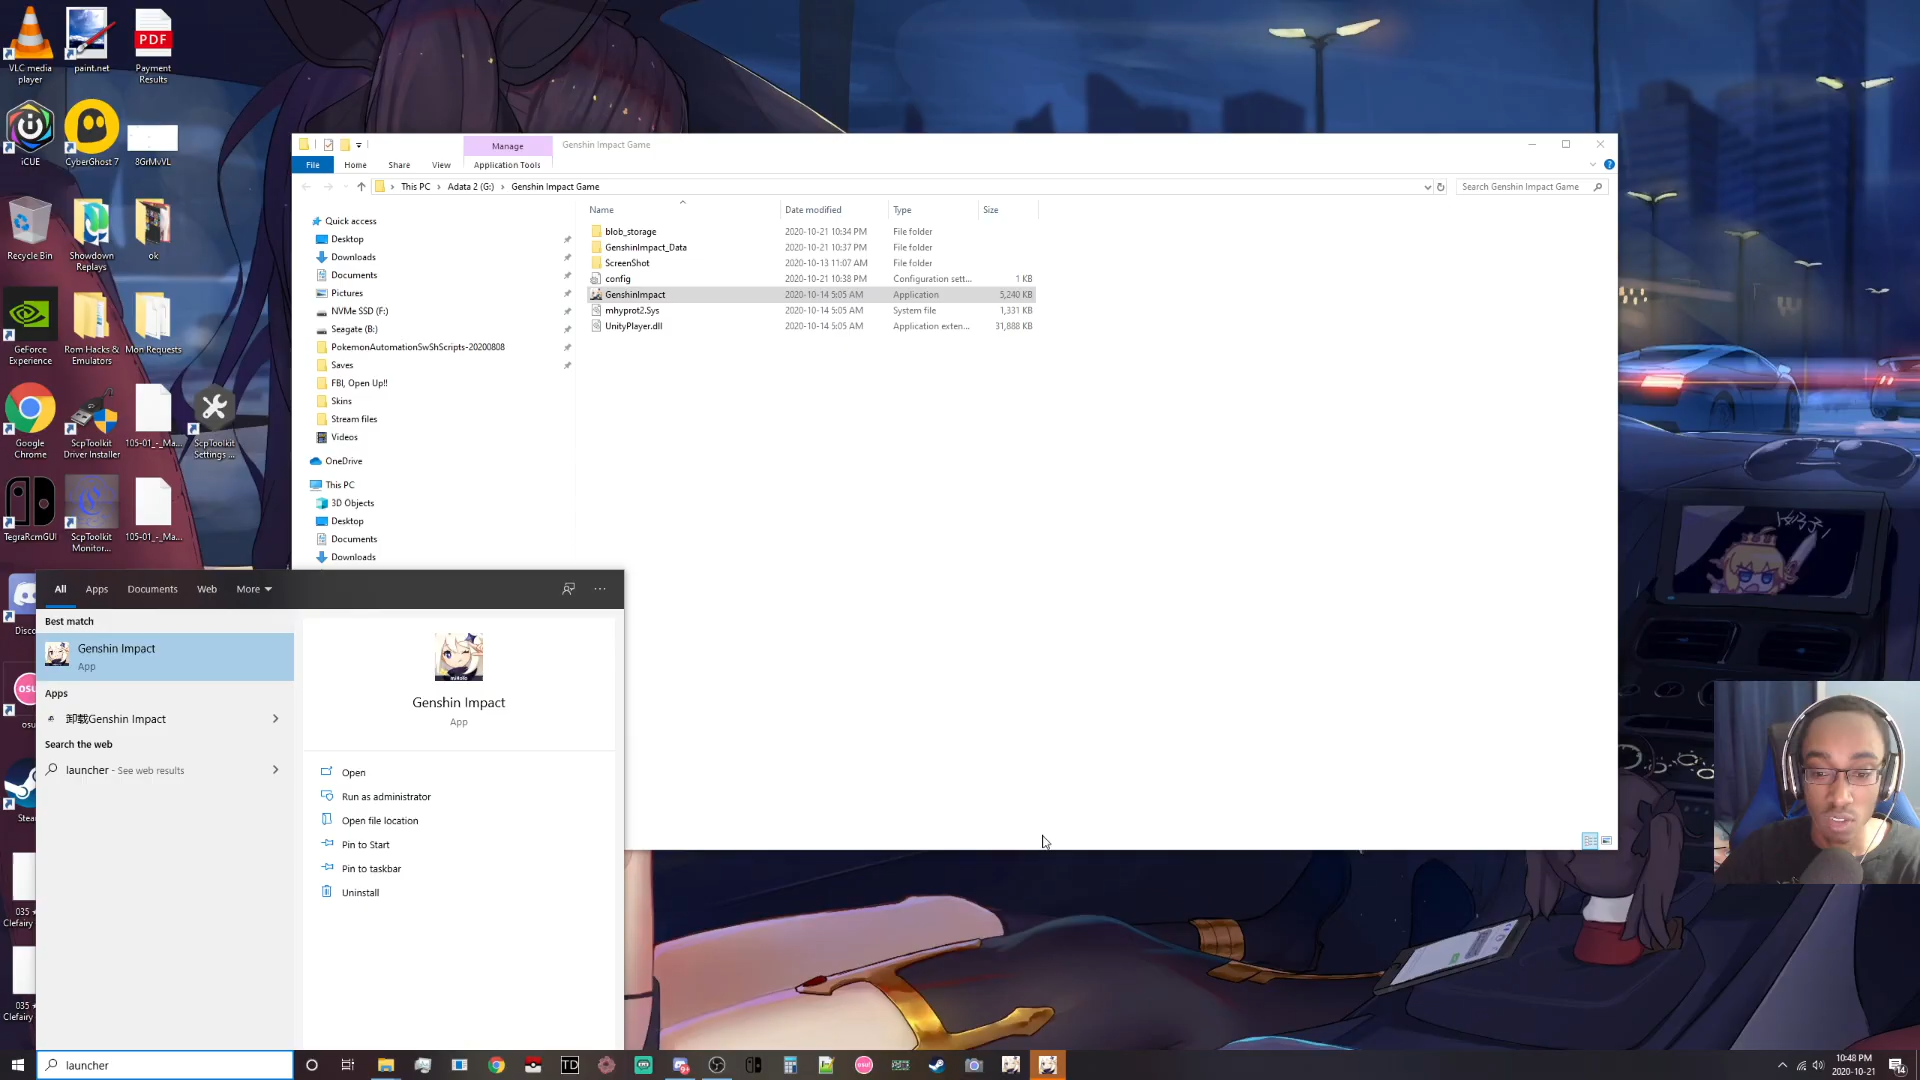 VLC media player
paint.net
PDF
Payment Results
iCUE
CyberGhost 7
8GrMvVL
Recycle Bin
Showdown Replays
ok
GeForce Experience
Rom Hacks & Emulators
Mon Requests
Google Chrome
ScpToolkit Driver Installer
105-01_-_Ma...
ScpToolkit Settings ...
TegraRcmGUI
ScpToolkit Monitor...
105-01_-_Ma...
Disco
osu
Stea
035
Clefairy
035
Clefairy
Manage
Genshin Impact Game
File
Home
Share
View
Application Tools
This PC
Adata 2 (G:)
Genshin Impact Game
Search Genshin Impact Game
Name
Date modified
Type
Size
blob_storage 2020-10-21 10:34 PM File folder
GenshinImpact_Data 2020-10-21 10:37 PM File folder
ScreenShot 2020-10-13 11:07 AM File folder
config 2020-10-21 10:38 PM Configuration sett... 1 KB
GenshinImpact 2020-10-14 5:05 AM Application 5,240 KB
mhyprot2.Sys 2020-10-14 5:05 AM System file 1,331 KB
UnityPlayer.dll 2020-10-14 5:05 AM Application exten... 31,888 KB
Quick access
Desktop
Downloads
Documents
Pictures
NVMe SSD (F:)
Seagate (B:)
PokemonAutomationSwShScripts-20200808
Saves
FBI, Open Up!!
Skins
Stream files
Videos
OneDrive
This PC
3D Objects
Desktop
Documents
Downloads
All
Apps
Documents
Web
More
Best match
Genshin Impact
App
Apps
卸载Genshin Impact
Search the web
launcher - See web results
Genshin Impact
App
Open
Run as administrator
Open file location
Pin to Start
Pin to taskbar
Uninstall
launcher
TD
osu!
10:48 PM
2020-10-21
14